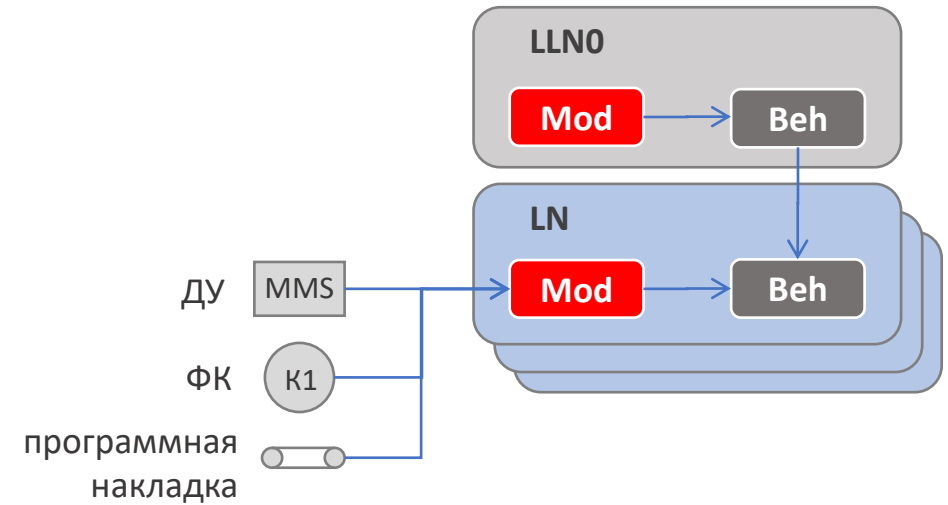 LLN0
Mod
Beh
LN
Mod
Beh
ДУ
MMS
ФК
К1
программная
накладка